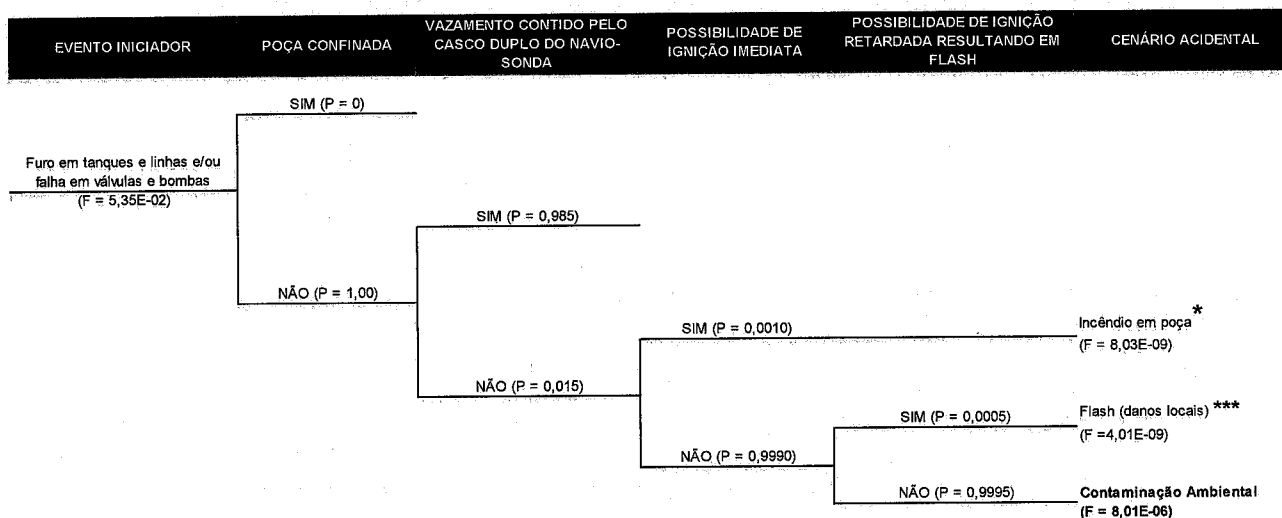 EVENTO INICIADOR
POÇA CONFINADA
VAZAMENTO CONTIDO PELO
CASCO DUPLO DO NAVIO-
SONDA
POSSIBILIDADE DE
IGNIÇÃO IMEDIATA
POSSIBILIDADE DE IGNIÇÃO
RETARDADA RESULTANDO EM
FLASH
CENÁRIO ACIDENTAL
SIM (P = 0)
Furo em tanques e linhas e/ou
falha em válvulas e bombas
(F = 5,35E-02)
SIM (P = 0,985)
NÃO (P = 1,00)
SIM (P = 0,0010)
Incêndio em poça *
(F = 8,03E-09)
NÃO (P = 0,015)
SIM (P = 0,0005)
Flash (danos locais) ***
(F =4,01E-09)
NÃO (P = 0,9990)
NÃO (P = 0,9995)
Contaminação Ambiental
(F = 8,01E-06)